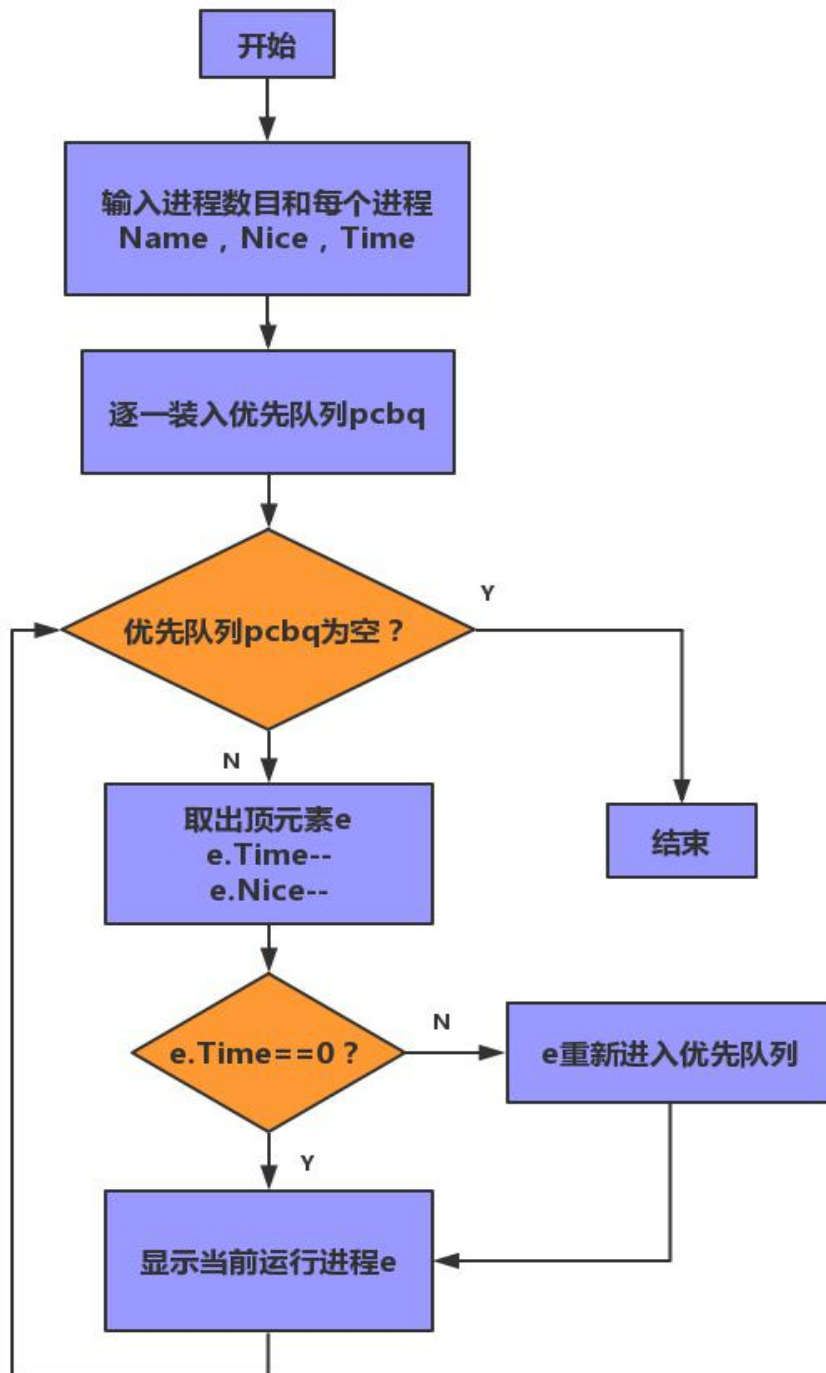 开始
输入进程数目和每个进程
Name，Nice，Time
逐一装入优先队列pcbq
优先队列pcbq为空？
Y
N
取出顶元素e
e.Time--
e.Nice--
结束
e.Time==0？
N
e重新进入优先队列
Y
显示当前运行进程e